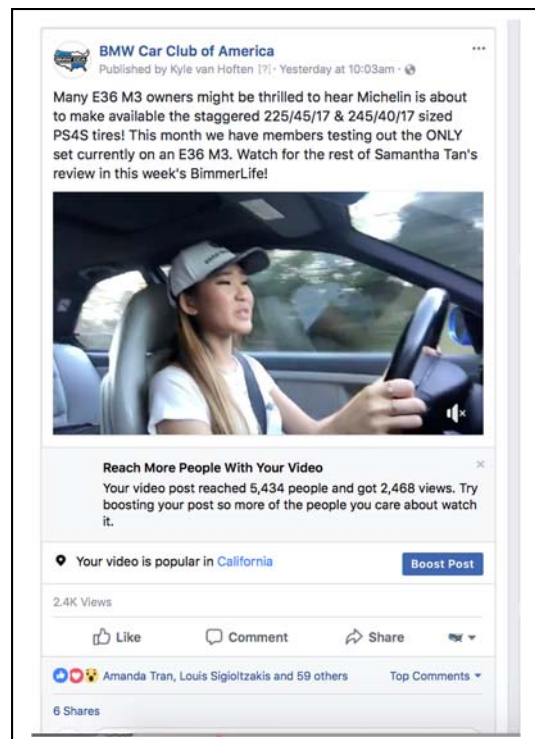 BMW Car Club of America
Published by Kyle van Hoften [?] · Yesterday at 10:03am ·
Many E36 M3 owners might be thrilled to hear Michelin is about
to make available the staggered 225/45/17 & 245/40/17 sized
PS4S tires! This month we have members testing out the ONLY
set currently on an E36 M3. Watch for the rest of Samantha Tan's
review in this week's BimmerLife!
Reach More People With Your Video
Your video post reached 5,434 people and got 2,468 views. Try
boosting your post so more of the people you care about watch
it.
Your video is popular in California
Boost Post
2.4K Views
Like Comment Share
Amanda Tran, Louis Sigioltzakis and 59 others Top Comments
6 Shares